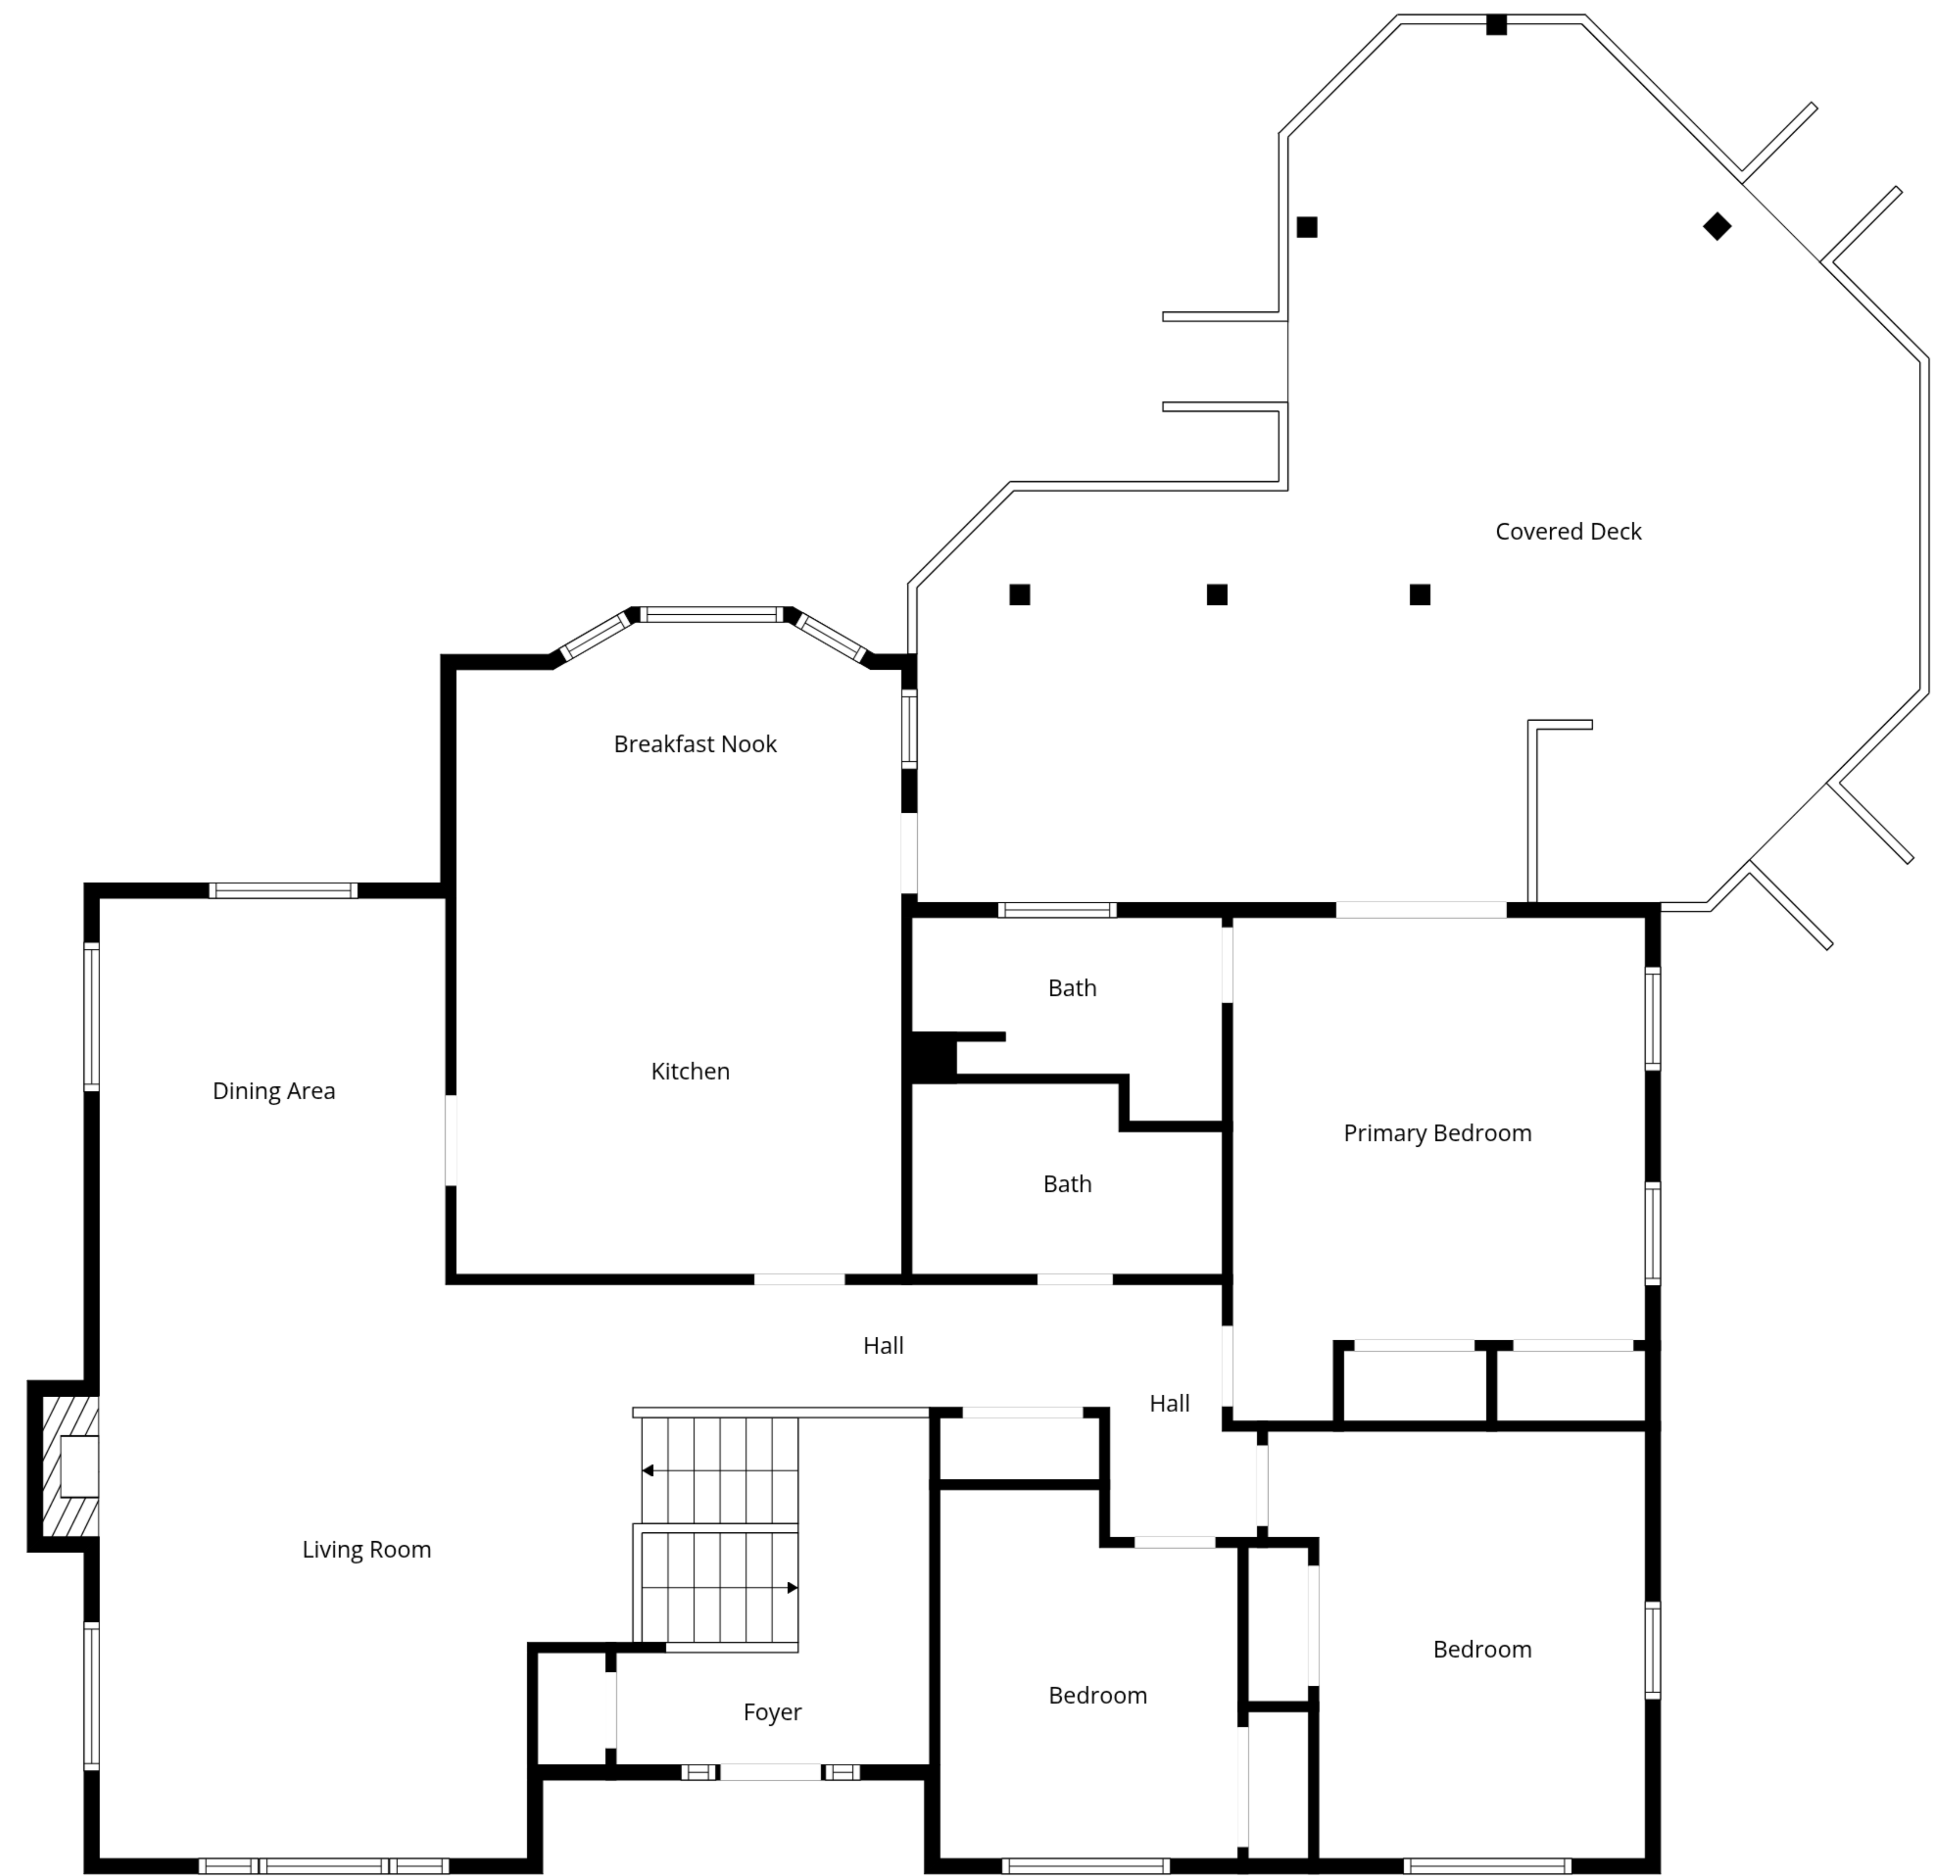 Covered Deck
Breakfast Nook
Bath
Kitchen
Dining Area
Primary Bedroom
Bath
Hall
Hall
Living Room
Bedroom
Bedroom
Foyer